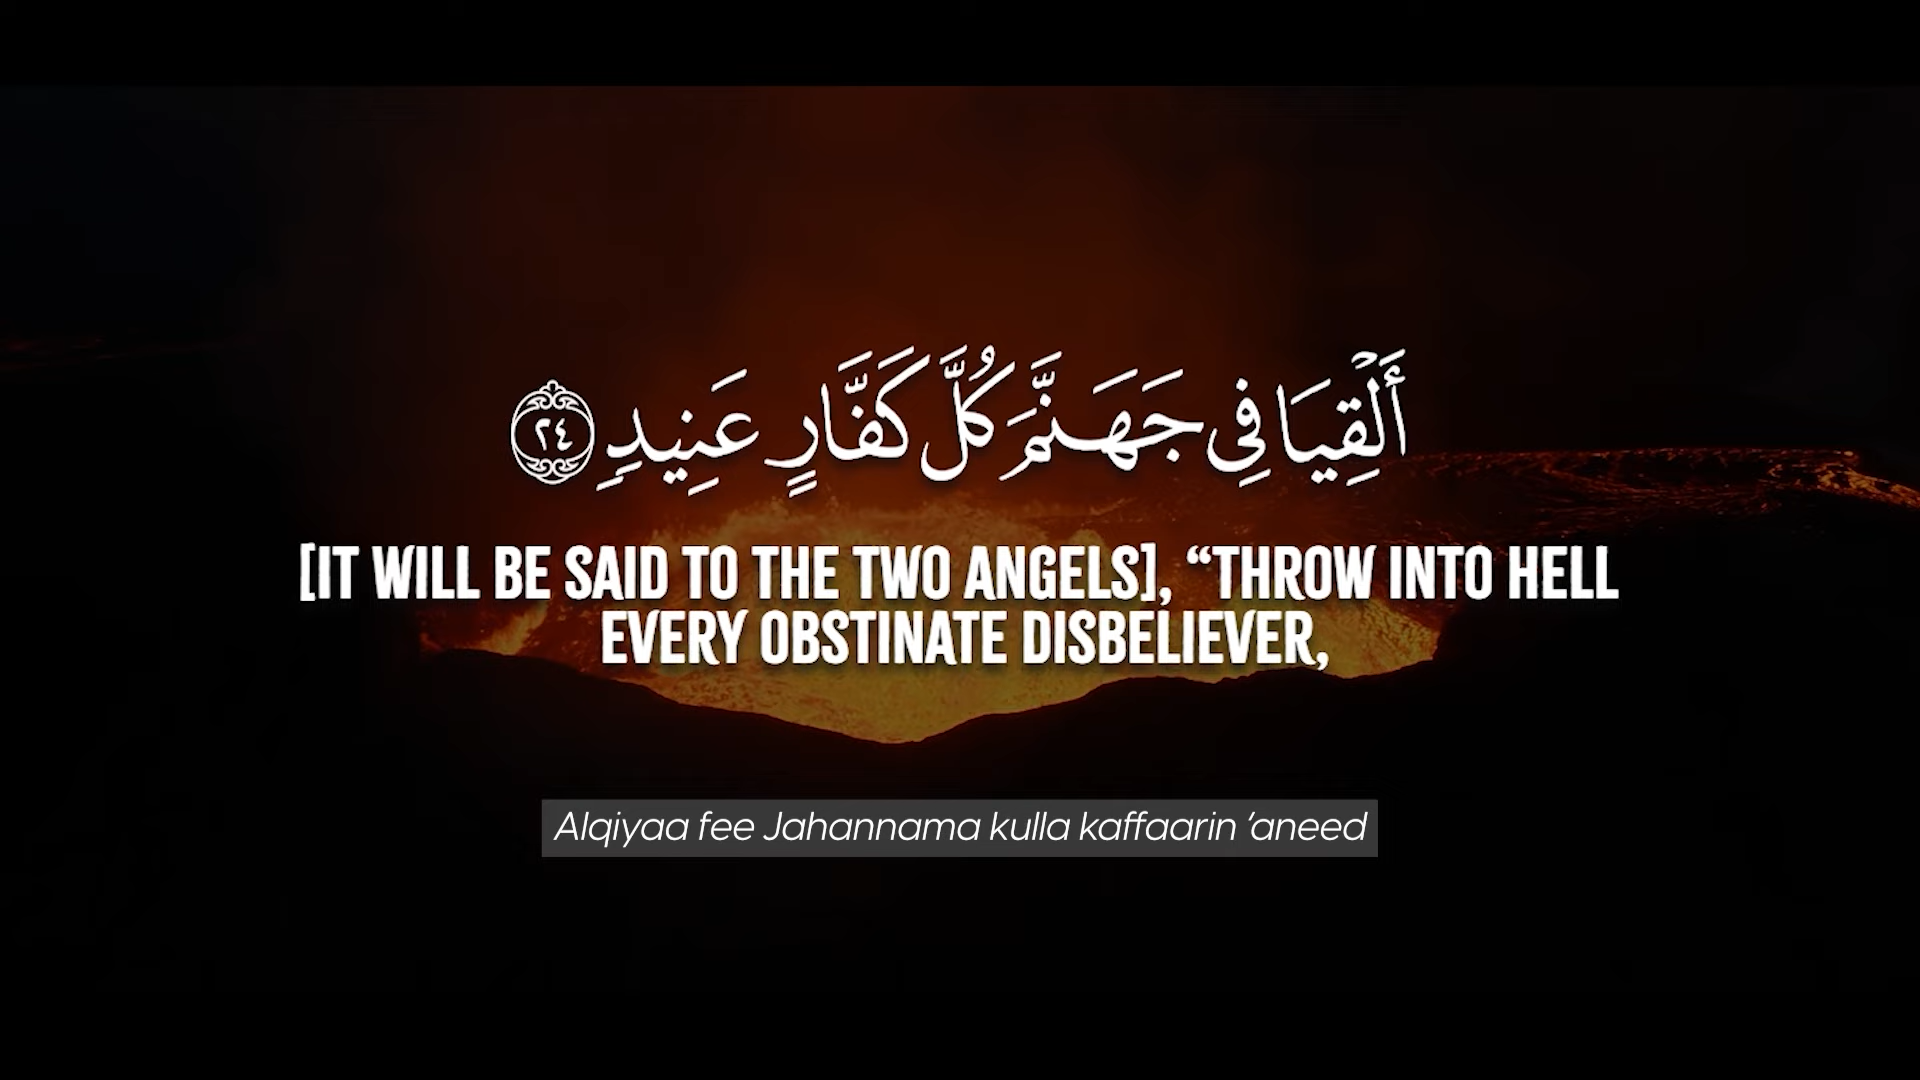 أَلْقِيَا فِي جَهَنَّمَ كُلَّ كَفَّارٍ عَنِيدٍ ٢٤
[IT WILL BE SAID TO THE TWO ANGELS], “THROW INTO HELL
EVERY OBSTINATE DISBELIEVER,
Alqiyaa fee Jahannama kulla kaffaarin ’aneed